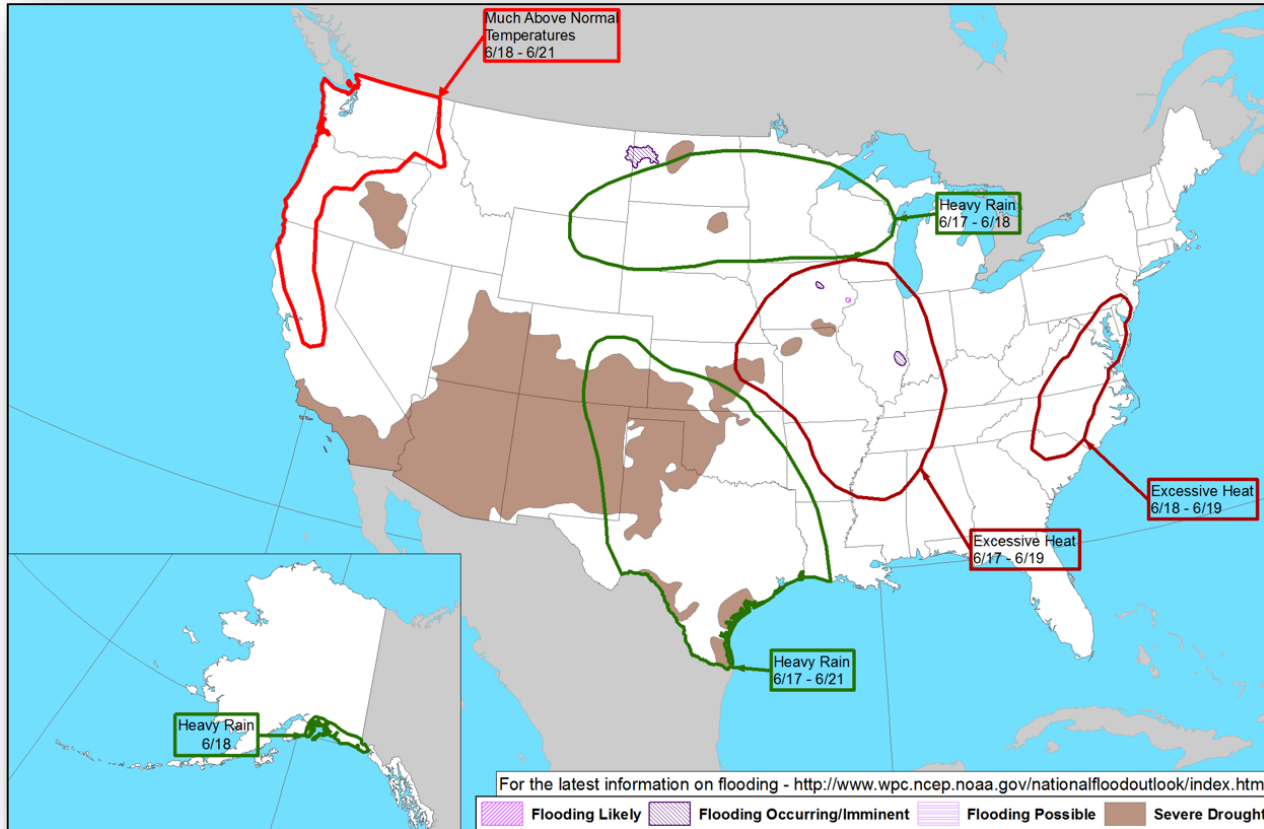 Much Above Normal
Temperatures
6/18 - 6/21
Heavy Rain
6/17 - 6/18
Excessive Heat
6/18 - 6/19
Excessive Heat
6/17 - 6/19
Heavy Rain
6/17 - 6/21
Heavy Rain
6/18
For the latest information on flooding - http://www.wpc.ncep.noaa.gov/nationalfloodoutlook/index.htm
Flooding Likely
Flooding Occurring/Imminent
Flooding Possible
Severe Drought